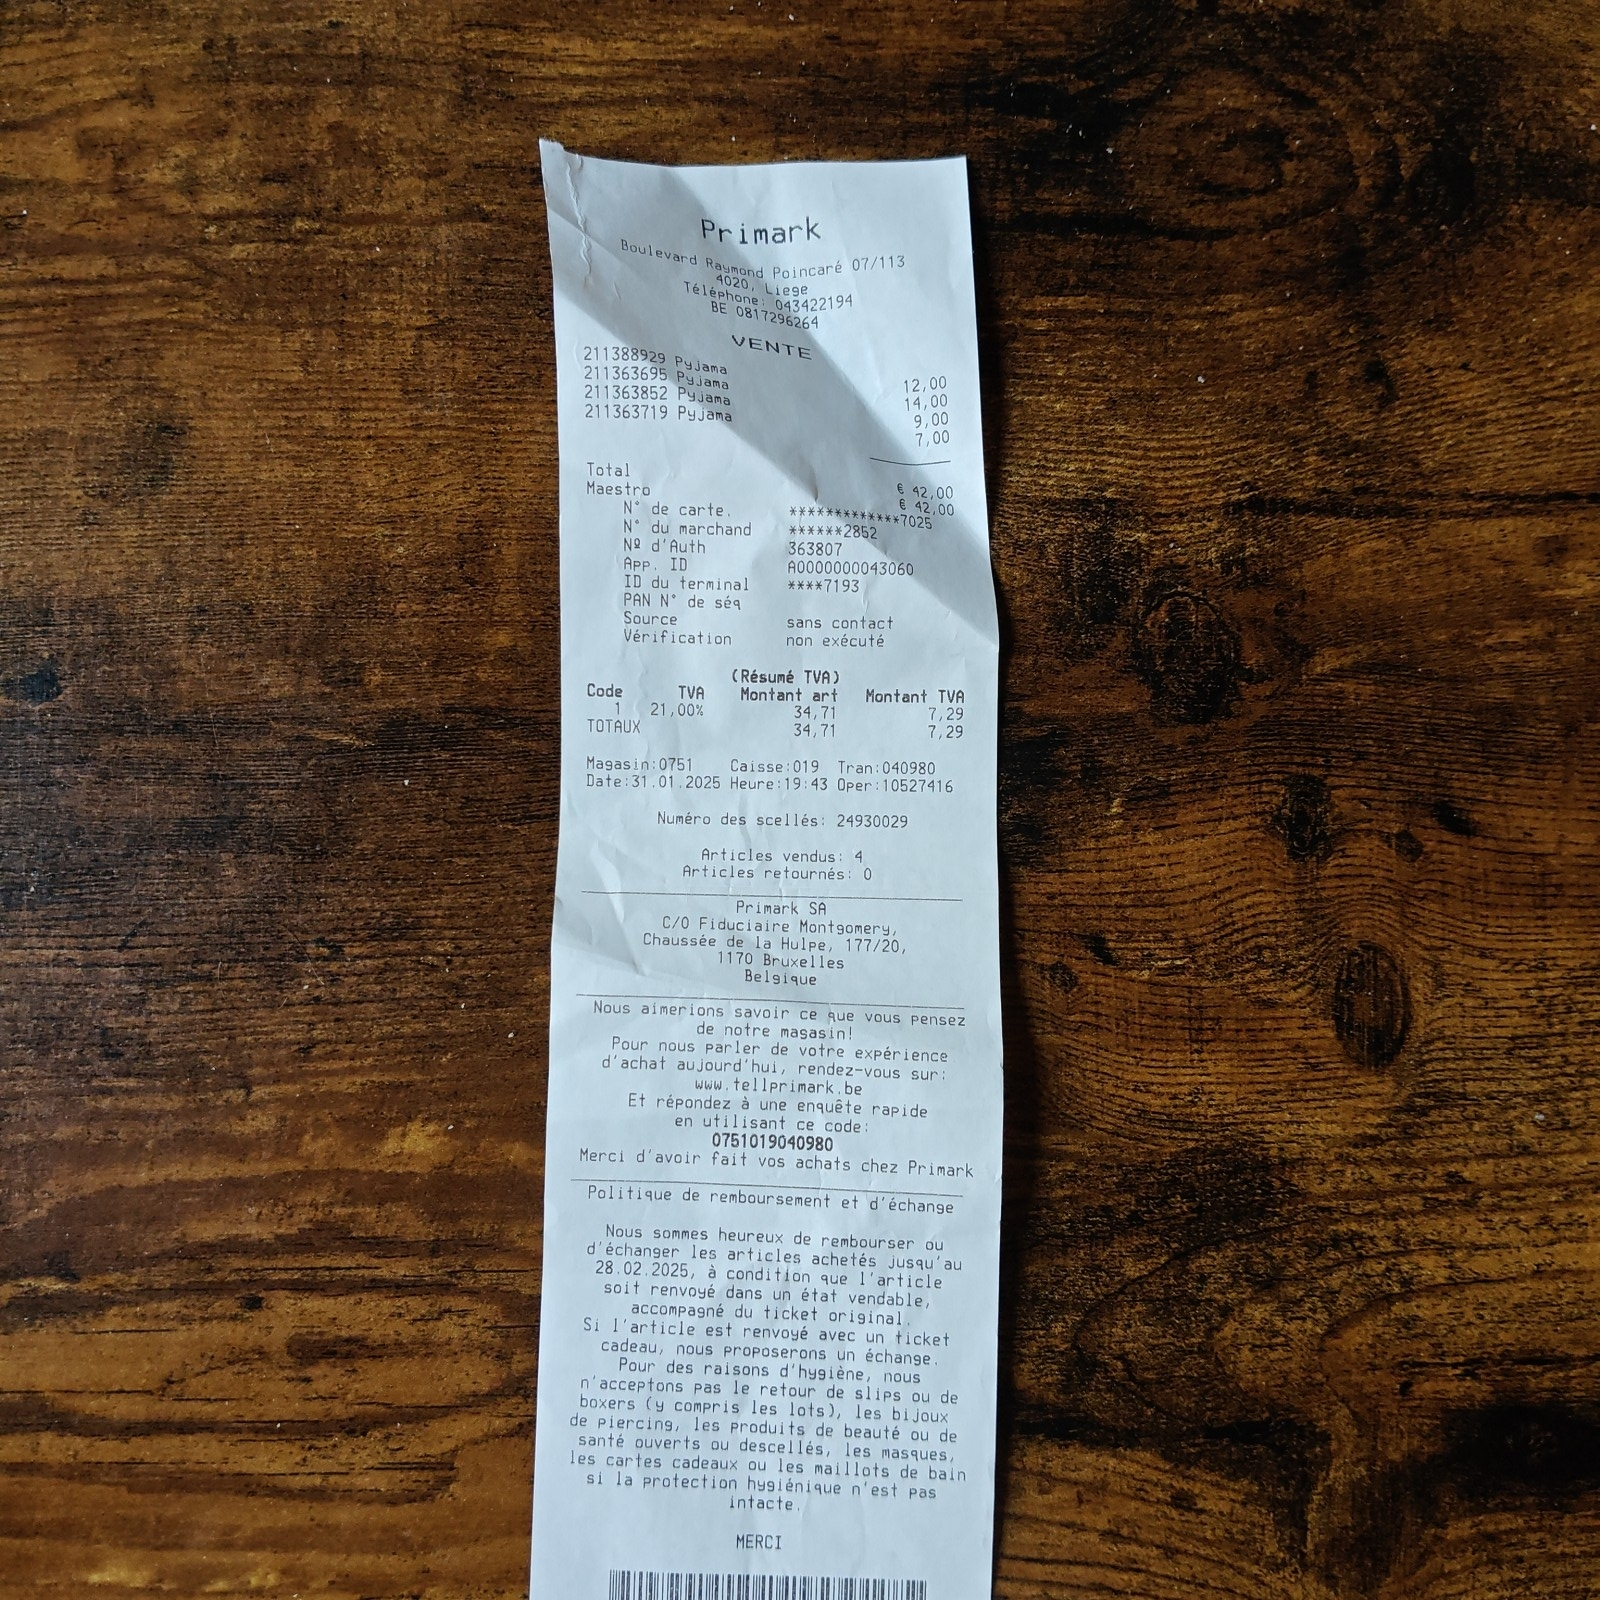 Primark
Boulevard Raymond Poincaré 07/113
4020, Liege
Téléphone: 043422194
BE 0817296264
VENTE
211388929 Pyjama 12,00
211363695 Pyjama 14,00
211363852 Pyjama 9,00
211363719 Pyjama 7,00
Total € 42,00
Maestro € 42,00
N° de carte. *************7025
N° du marchand ******2852
Nº d'Auth 363807
App. ID A0000000043060
ID du terminal ****7193
PAN N° de séq
Source sans contact
Vérification non exécuté
(Résumé TVA)
Code TVA Montant art Montant TVA
1 21,00% 34,71 7,29
TOTAUX 34,71 7,29
Magasin:0751 Caisse:019 Tran:040980
Date:31.01.2025 Heure:19:43 Oper:10527416
Numéro des scellés: 24930029
Articles vendus: 4
Articles retournés: 0
Primark SA
C/O Fiduciaire Montgomery,
Chaussée de la Hulpe, 177/20,
1170 Bruxelles
Belgique
Nous aimerions savoir ce que vous pensez
de notre magasin!
Pour nous parler de votre expérience
d'achat aujourd'hui, rendez-vous sur:
www.tellprimark.be
Et répondez à une enquête rapide
en utilisant ce code:
0751019040980
Merci d'avoir fait vos achats chez Primark
Politique de remboursement et d'échange
Nous sommes heureux de rembourser ou
d'échanger les articles achetés jusqu'au
28.02.2025, à condition que l'article
soit renvoyé dans un état vendable,
accompagné du ticket original.
Si l'article est renvoyé avec un ticket
cadeau, nous proposerons un échange.
Pour des raisons d'hygiène, nous
n'acceptons pas le retour de slips ou de
boxers (y compris les lots), les bijoux
de piercing, les produits de beauté ou de
santé ouverts ou descellés, les masques,
les cartes cadeaux ou les maillots de bain
si la protection hygiénique n'est pas
intacte.
MERCI